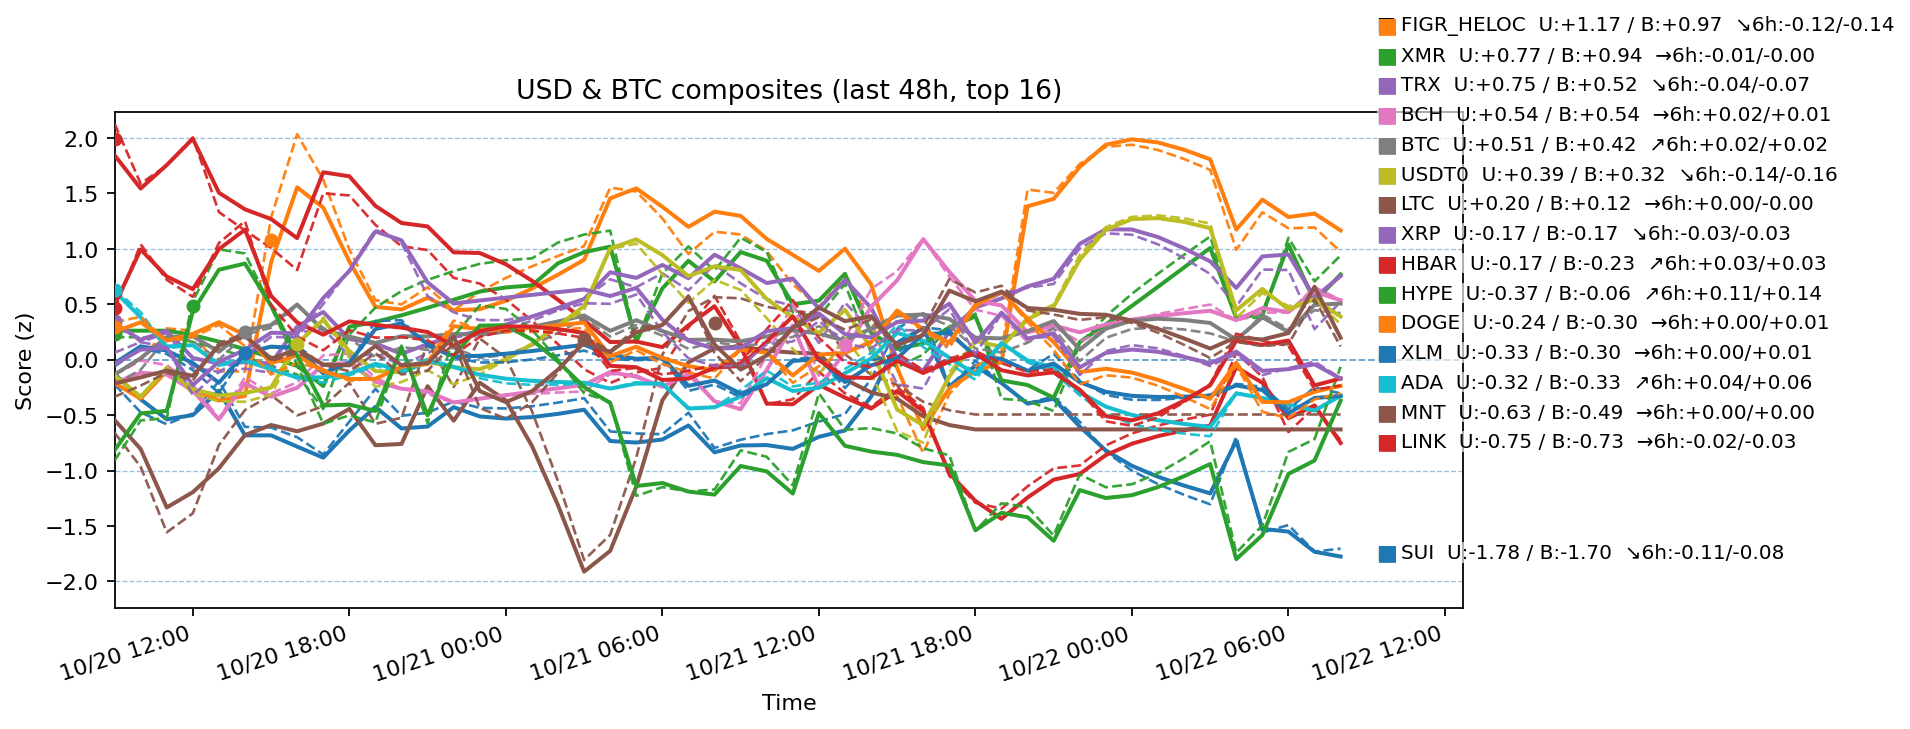 FIGR_HELOC U:+1.17 / B:+0.97 ↘6h:-0.12/-0.14
XMR U:+0.77 / B:+0.94 →6h:-0.01/-0.00
USD & BTC composites (last 48h, top 16)
TRX U:+0.75 / B:+0.52 ↘6h:-0.04/-0.07
BCH U:+0.54 / B:+0.54 →6h:+0.02/+0.01
BTC U:+0.51 / B:+0.42 ↗6h:+0.02/+0.02
USDT0 U:+0.39 / B:+0.32 ↘6h:-0.14/-0.16
LTC U:+0.20 / B:+0.12 →6h:+0.00/-0.00
XRP U:-0.17 / B:-0.17 ↘6h:-0.03/-0.03
HBAR U:-0.17 / B:-0.23 ↗6h:+0.03/+0.03
HYPE U:-0.37 / B:-0.06 ↗6h:+0.11/+0.14
DOGE U:-0.24 / B:-0.30 →6h:+0.00/+0.01
XLM U:-0.33 / B:-0.30 →6h:+0.00/+0.01
ADA U:-0.32 / B:-0.33 ↗6h:+0.04/+0.06
MNT U:-0.63 / B:-0.49 →6h:+0.00/+0.00
LINK U:-0.75 / B:-0.73 →6h:-0.02/-0.03
SUI U:-1.78 / B:-1.70 ↘6h:-0.11/-0.08
2.0
1.5
1.0
0.5
0.0
−0.5
−1.0
−1.5
−2.0
Score (z)
10/20 12:00
10/20 18:00
10/21 00:00
10/21 06:00
10/21 12:00
10/21 18:00
10/22 00:00
10/22 06:00
10/22 12:00
Time